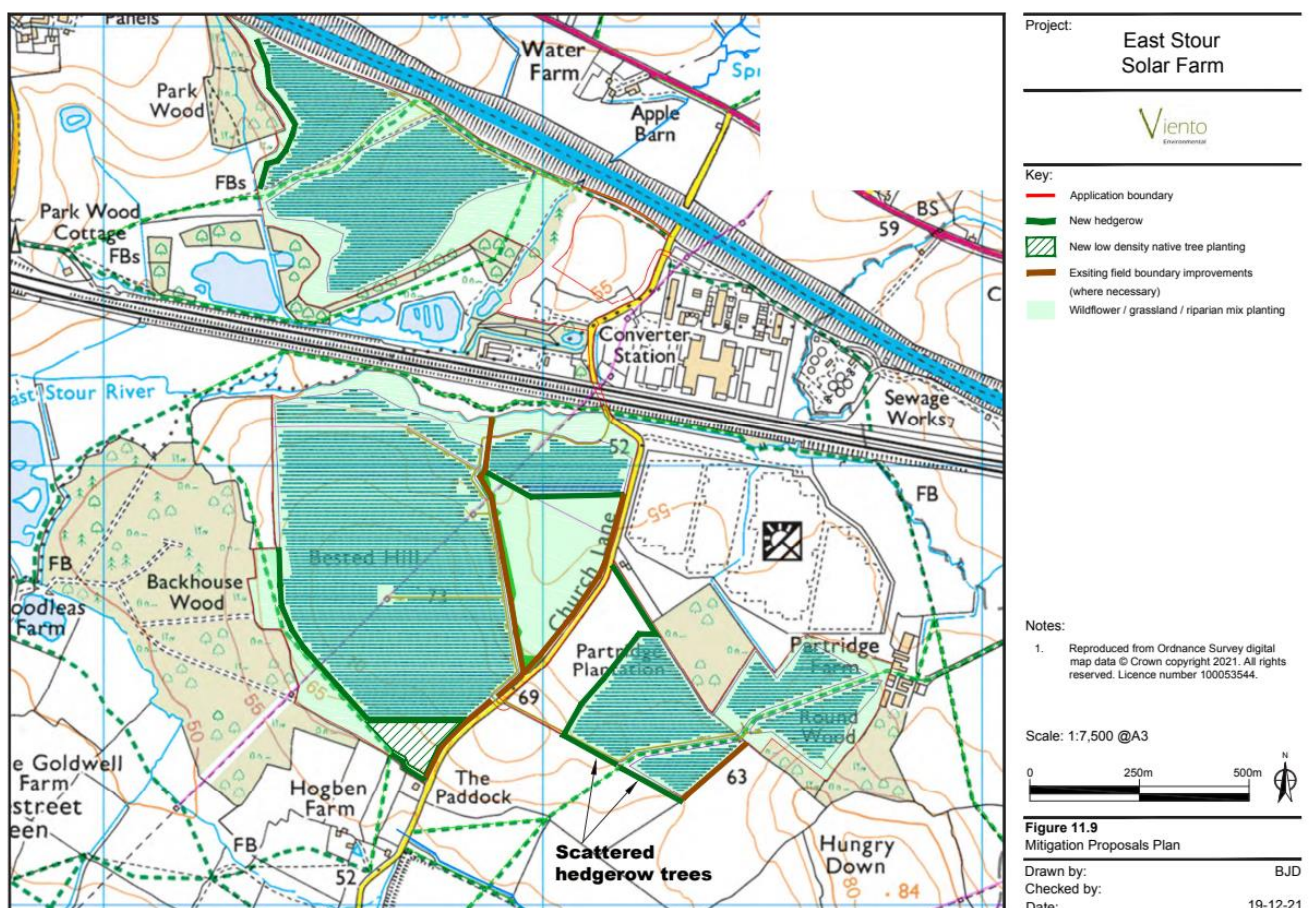 Panels
Water
Farm
Park
Wood
Apple
Barn
FBs
Park Wood
Cottage
FBs
BS
59
55
Converter
Station
Sewage
Works
East Stour River
52
FB
55
Bested Hill
73
Church Lane
FB
Backhouse
Wood
oodleas
Farm
Partridge
Plantation
Partridge
Farm
65
69
Round
Wood
50
63
e Goldwell
Farm
street
een
Hogben
Farm
The
Paddock
FB
52
Scattered
hedgerow trees
Hungry
Down
80
84
Project:
East Stour
Solar Farm
Viento
Environmental
Key:
Application boundary
New hedgerow
New low density native tree planting
Exsiting field boundary improvements
(where necessary)
Wildflower / grassland / riparian mix planting
Notes:
1. Reproduced from Ordnance Survey digital
map data © Crown copyright 2021. All rights
reserved. Licence number 100053544.
Scale: 1:7,500 @A3
0 250m 500m
N
Figure 11.9
Mitigation Proposals Plan
Drawn by: BJD
Checked by:
Date: 19-12-21